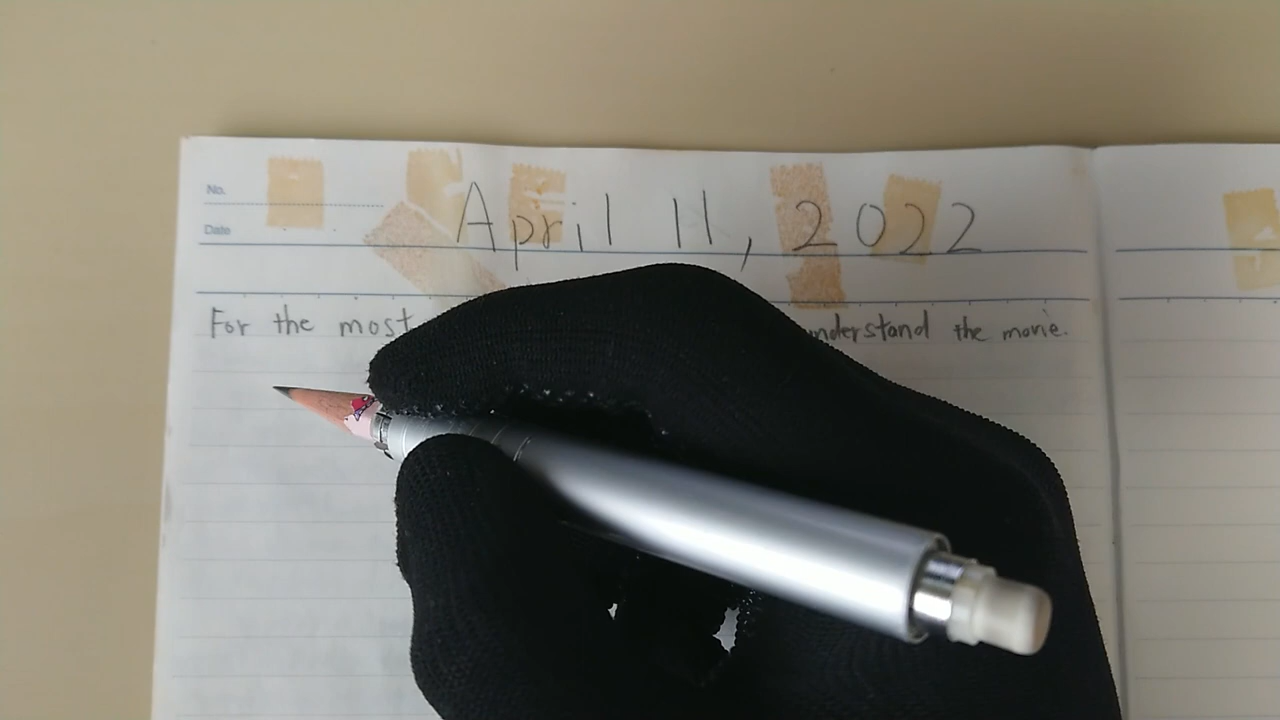 No.
Date
April 11, 2022
For the most understand the movie.